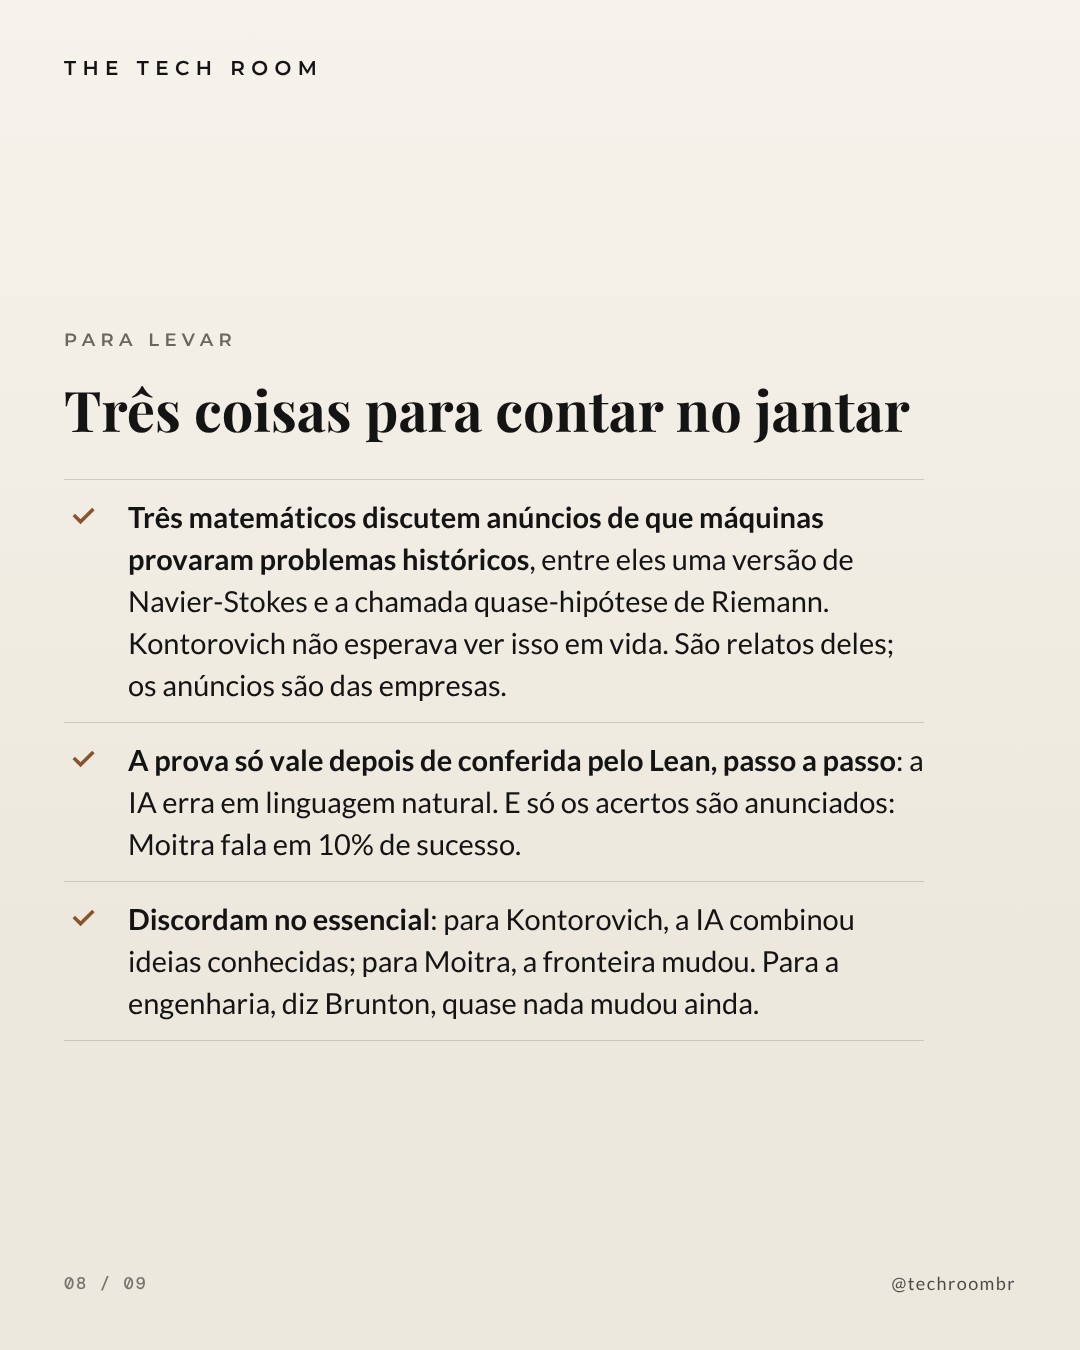 THE TECH ROOM
PARA LEVAR
Três coisas para contar no jantar
Três matemáticos discutem anúncios de que máquinas
provaram problemas históricos, entre eles uma versão de
Navier-Stokes e a chamada quase-hipótese de Riemann.
Kontorovich não esperava ver isso em vida. São relatos deles;
os anúncios são das empresas.
A prova só vale depois de conferida pelo Lean, passo a passo: a
IA erra em linguagem natural. E só os acertos são anunciados:
Moitra fala em 10% de sucesso.
Discordam no essencial: para Kontorovich, a IA combinou
ideias conhecidas; para Moitra, a fronteira mudou. Para a
engenharia, diz Brunton, quase nada mudou ainda.
08 / 09
@techroombr